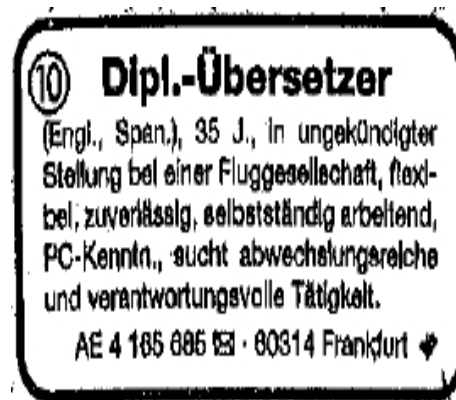 10 Dipl.-Übersetzer
(Engl., Span.), 35 J., in ungekündigter
Stellung bei einer Fluggesellschaft, flexi-
bel, zuverlässig, selbstständig arbeitend,
PC-Kenntn., sucht abwechslungsreiche
und verantwortungsvolle Tätigkeit.
AE 4 165 685 ✉ · 60314 Frankfurt